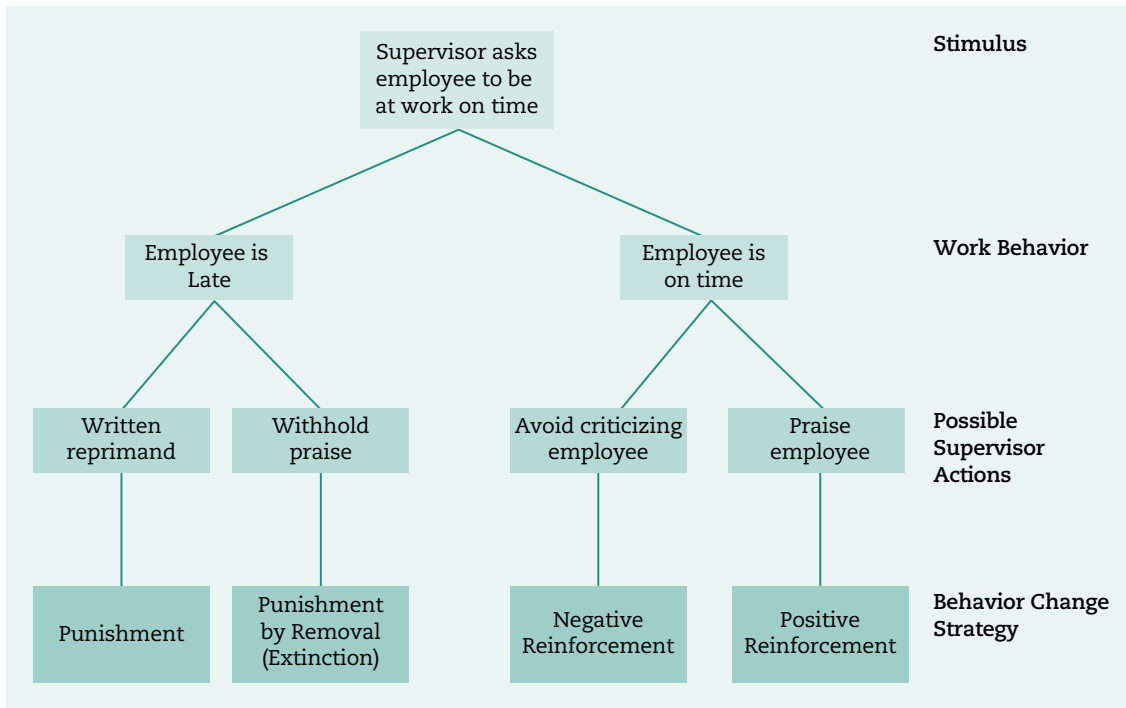 Supervisor asks
employee to be
at work on time
Stimulus
Employee is
Late
Employee is
on time
Work Behavior
Written
reprimand
Withhold
praise
Avoid criticizing
employee
Praise
employee
Possible
Supervisor
Actions
Punishment
Punishment
by Removal
(Extinction)
Negative
Reinforcement
Positive
Reinforcement
Behavior Change
Strategy